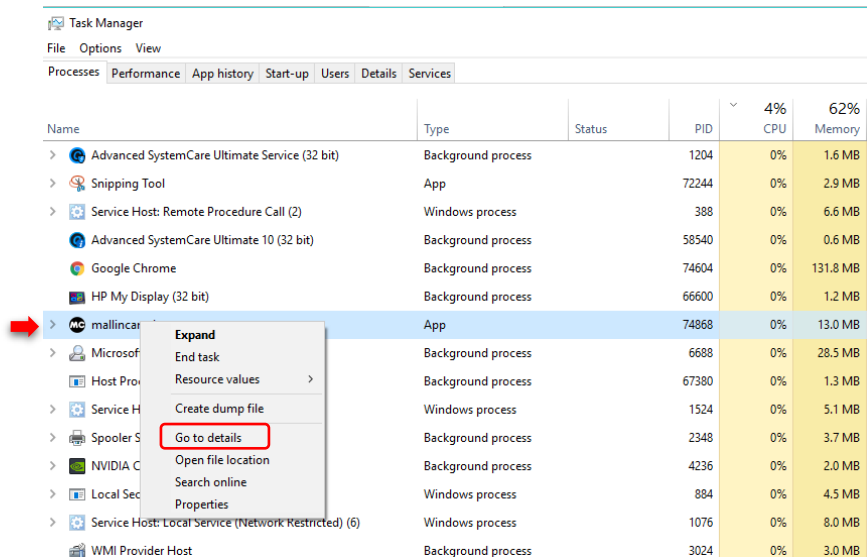 Task Manager
File Options View
Processes Performance App history Start-up Users Details Services
4% 62%
Name Type Status PID CPU Memory
Advanced SystemCare Ultimate Service (32 bit) Background process 1204 0% 1.6 MB
Snipping Tool App 72244 0% 2.9 MB
Service Host: Remote Procedure Call (2) Windows process 388 0% 6.6 MB
Advanced SystemCare Ultimate 10 (32 bit) Background process 58540 0% 0.6 MB
Google Chrome Background process 74604 0% 131.8 MB
HP My Display (32 bit) Background process 66600 0% 1.2 MB
MC App 74868 0% 13.0 MB
Expand
Background process 6688 0% 28.5 MB
End task
Host Background process 67380 0% 1.3 MB
Resource values
Service Windows process 1524 0% 5.1 MB
Create dump file
Spooler Background process 2348 0% 3.7 MB
Go to details
NVIDIA Background process 4236 0% 2.0 MB
Open file location
Local Windows process 884 0% 4.5 MB
Search online
Properties
Service Host: Local Service (Network Restricted) (6) Windows process 1076 0% 8.0 MB
WMI Provider Host Background process 3024 0% 3.0 MB